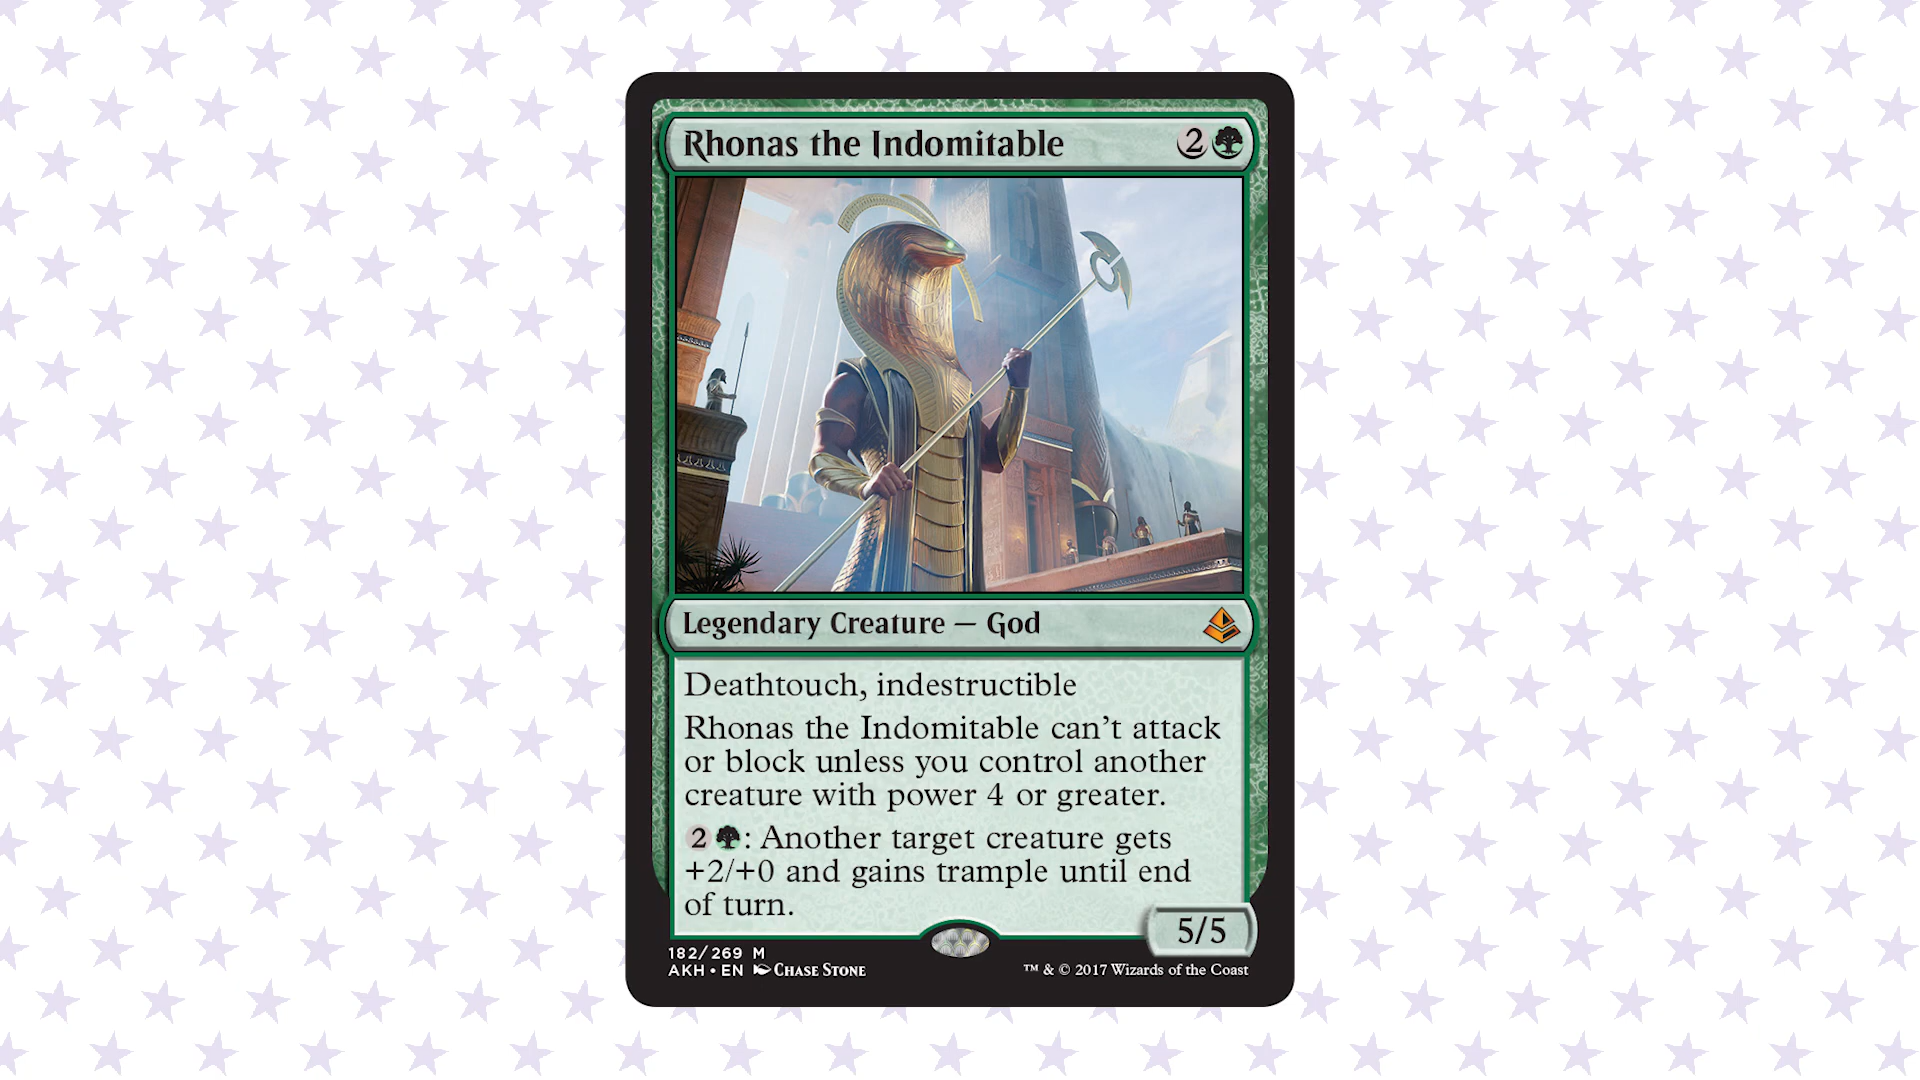 Rhonas the Indomitable 2
Legendary Creature — God
Deathtouch, indestructible
Rhonas the Indomitable can’t attack
or block unless you control another
creature with power 4 or greater.
2 : Another target creature gets
+2/+0 and gains trample until end
of turn.
5/5
182/269 M
AKH • EN CHASE STONE
™ & © 2017 Wizards of the Coast